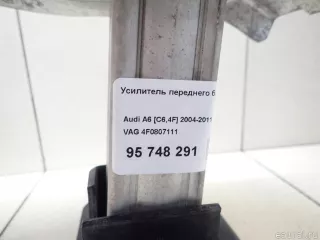 Усилитель переднего б
Audi A6 [C6,4F] 2004-2011
VAG 4F0807111
95 748 291